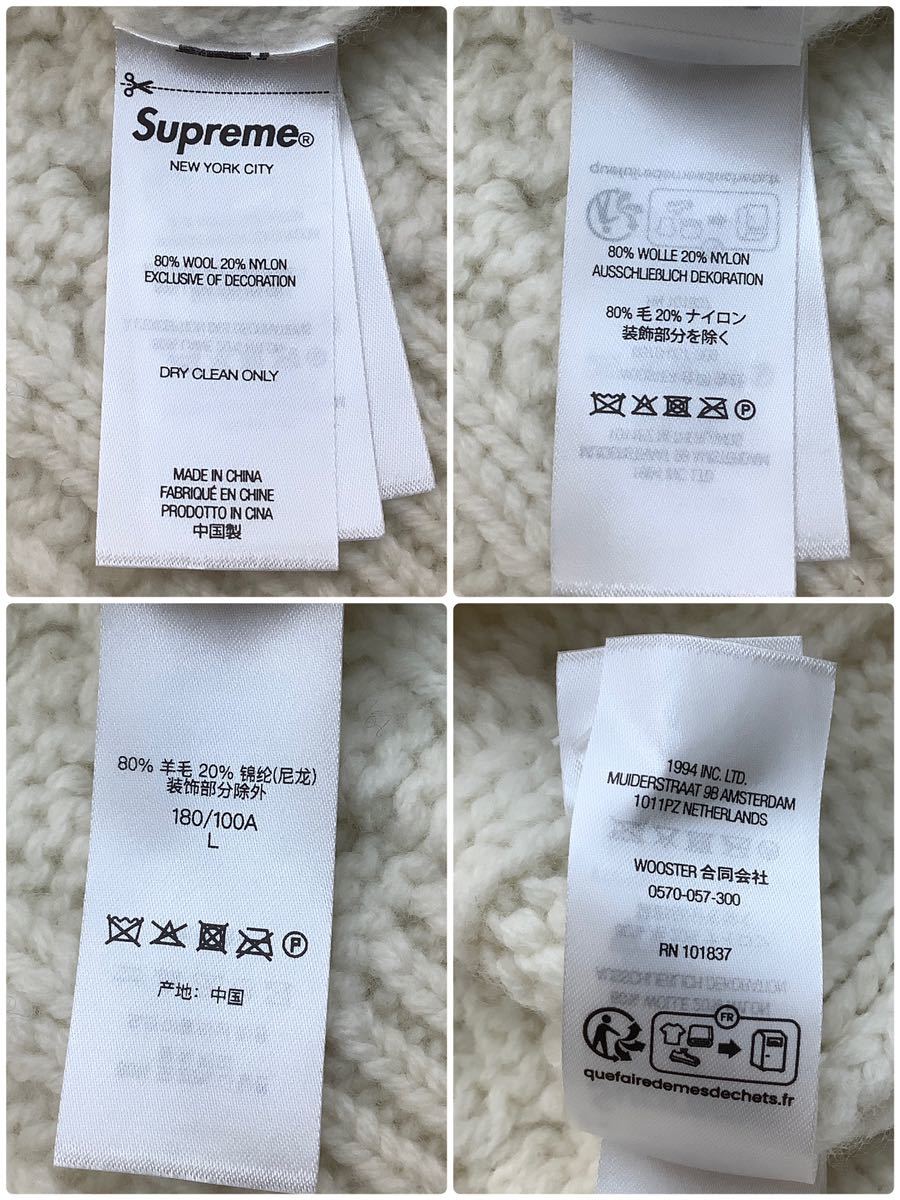 Supreme®
NEW YORK CITY
80% WOOL 20% NYLON
EXCLUSIVE OF DECORATION
DRY CLEAN ONLY
MADE IN CHINA
FABRIQUÉ EN CHINE
PRODOTTO IN CINA
中国製
80% WOLLE 20% NYLON
AUSSCHLIEBLICH DEKORATION
80% 毛 20% ナイロン
装飾部分を除く
P
80% 羊毛 20% 锦纶(尼龙)
装饰部分除外
180/100A
L
P
产地: 中国
1994 INC. LTD.
MUIDERSTRAAT 9B AMSTERDAM
1011PZ NETHERLANDS
WOOSTER 合同会社
0570-057-300
RN 101837
FR
quefairedemesdechets.fr